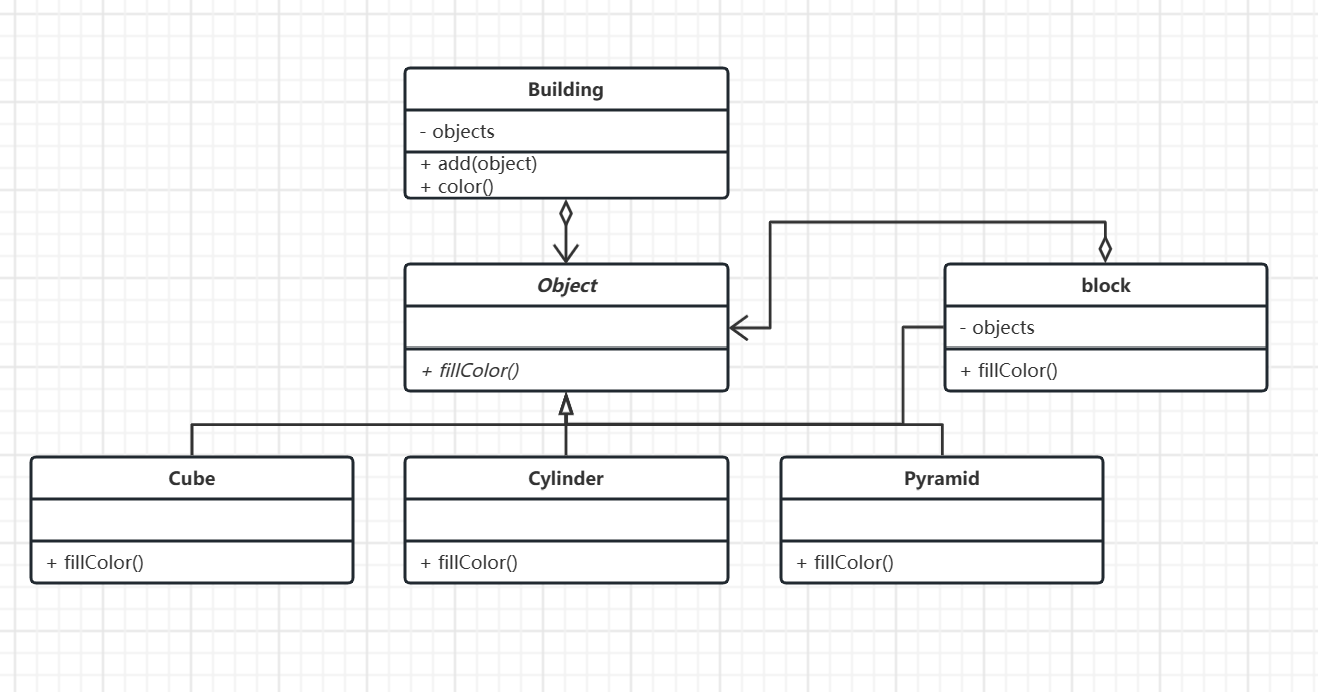 Building
- objects
+ add(object)
+ color()
Object
+ fillColor()
block
- objects
+ fillColor()
Cube
+ fillColor()
Cylinder
+ fillColor()
Pyramid
+ fillColor()